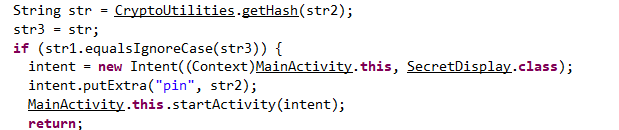 String str = CryptoUtilities.getHash(str2);
str3 = str;
if (str1.equalsIgnoreCase(str3)) {
intent = new Intent((Context)MainActivity.this, SecretDisplay.class);
intent.putExtra("pin", str2);
MainActivity.this.startActivity(intent);
return;